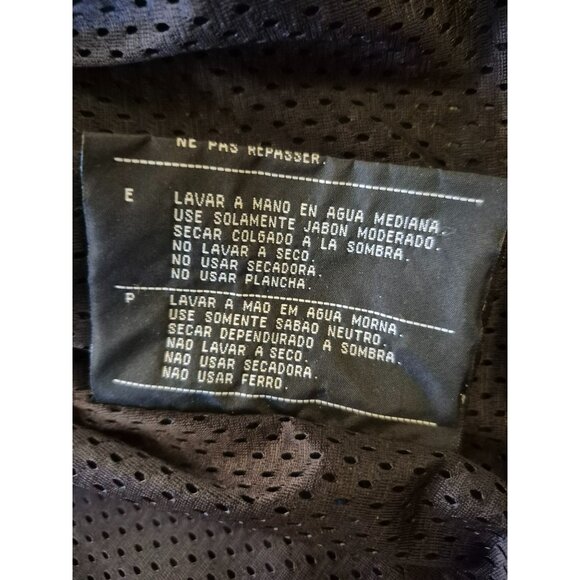 NE PAS REPASSER.
E LAVAR A MANO EN AGUA MEDIANA.
USE SOLAMENTE JABON MODERADO.
SECAR COLGADO A LA SOMBRA.
NO LAVAR A SECO.
NO USAR SECADORA.
NO USAR PLANCHA.
P LAVAR A MAO EM AGUA MORNA.
USE SOMENTE SABAO NEUTRO.
SECAR DEPENDURADO A SOMBRA.
NAO LAVAR A SECO.
NAO USAR SECADORA.
NAO USAR FERRO.